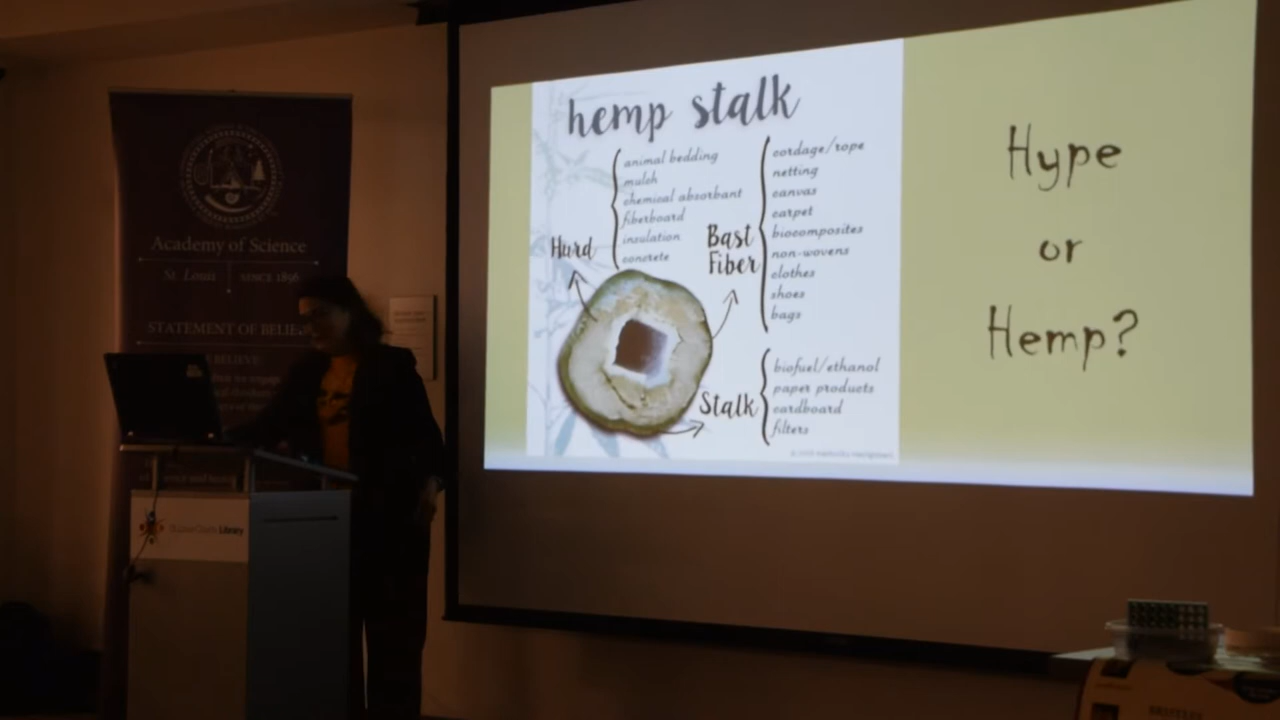 Academy of Science
St. Louis
SINCE 1856
STATEMENT OF BELIEF
Library
hemp stalk
Hurd
animal bedding
mulch
chemical absorbant
fiberboard
insulation
concrete
Bast
Fiber
cordage/rope
netting
canvas
carpet
biocomposites
non-wovens
clothes
shoes
bags
Stalk
biofuel/ethanol
paper products
cardboard
filters
Hype
or
Hemp?